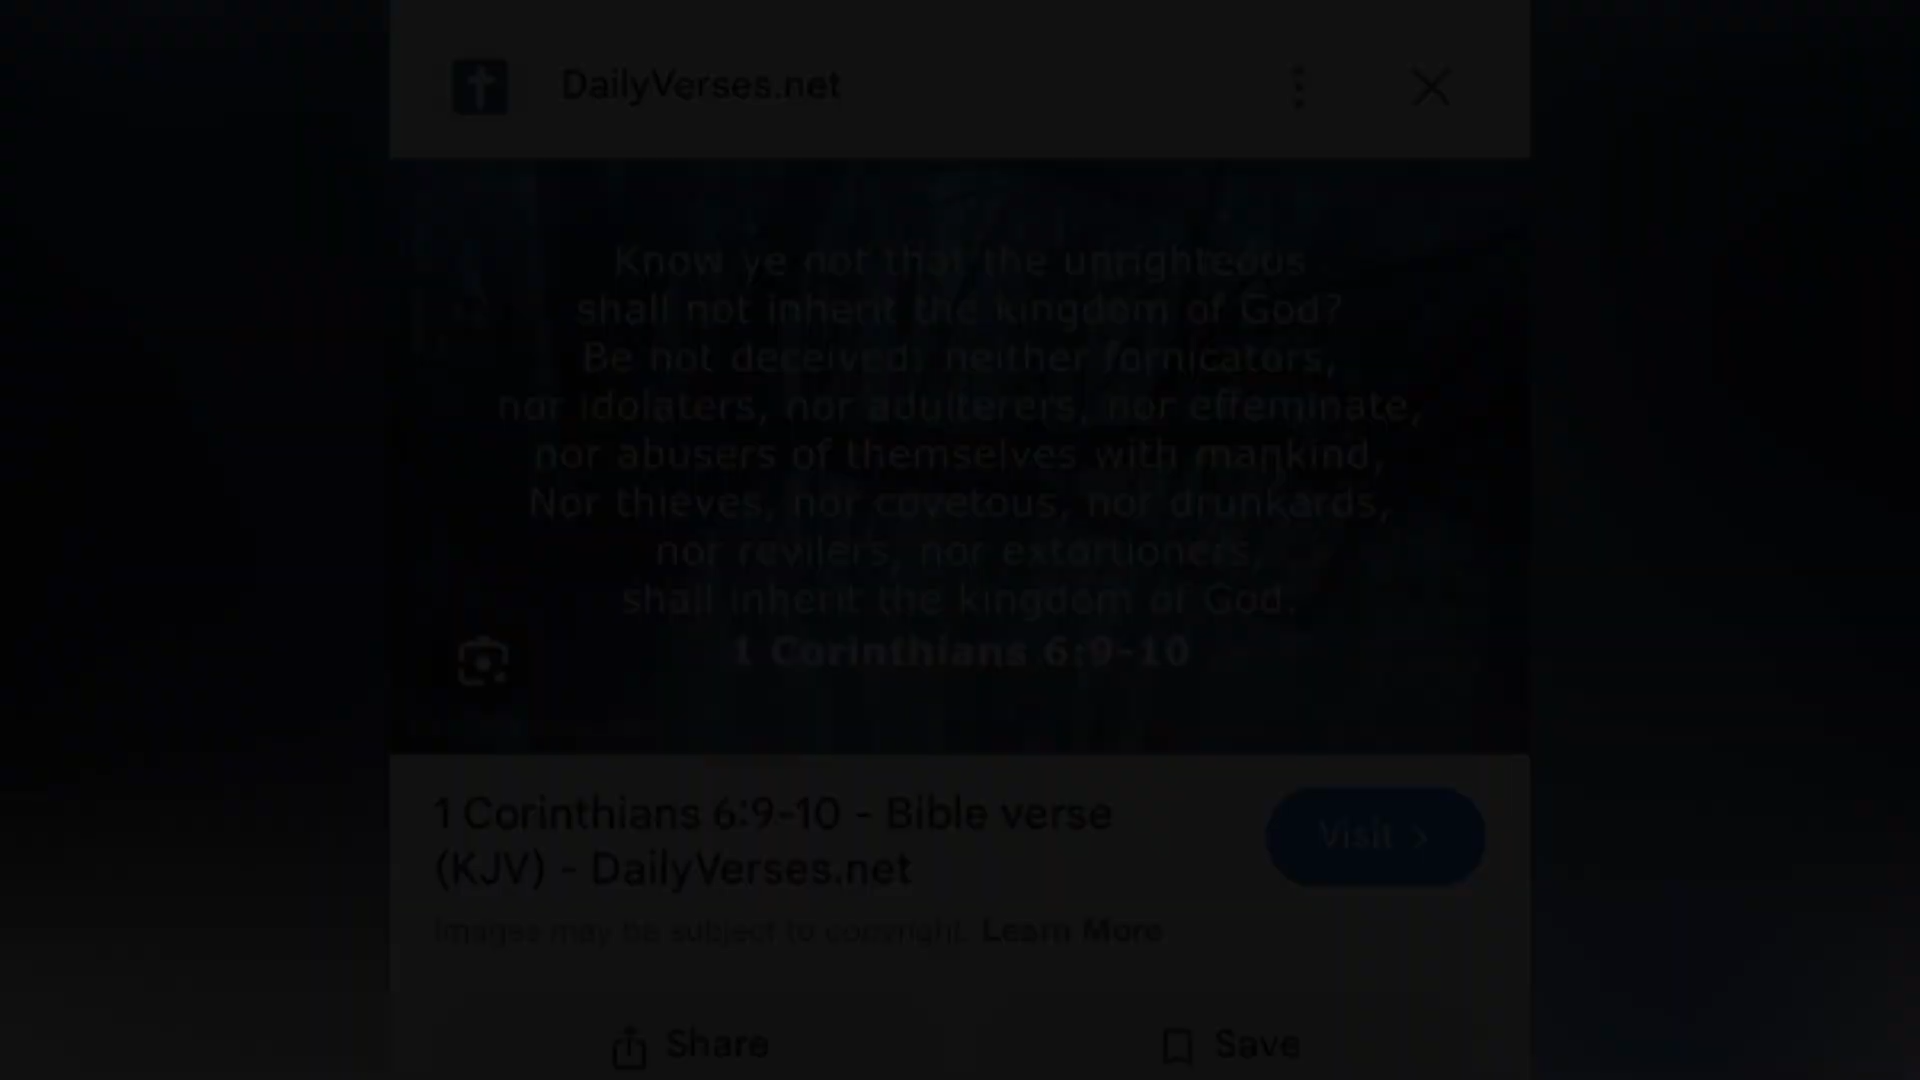 DailyVerses.net
Know ye not that the unrighteous
shall not inherit the kingdom of God?
Be not deceived: neither fornicators,
nor idolaters, nor adulterers, nor effeminate,
nor abusers of themselves with mankind,
Nor thieves, nor covetous, nor drunkards,
nor revilers, nor extortioners,
shall inherit the kingdom of God.
1 Corinthians 6:9-10
1 Corinthians 6:9-10 - Bible verse
(KJV) - DailyVerses.net
Visit >
Images may be subject to copyright. Learn More
Share
Save